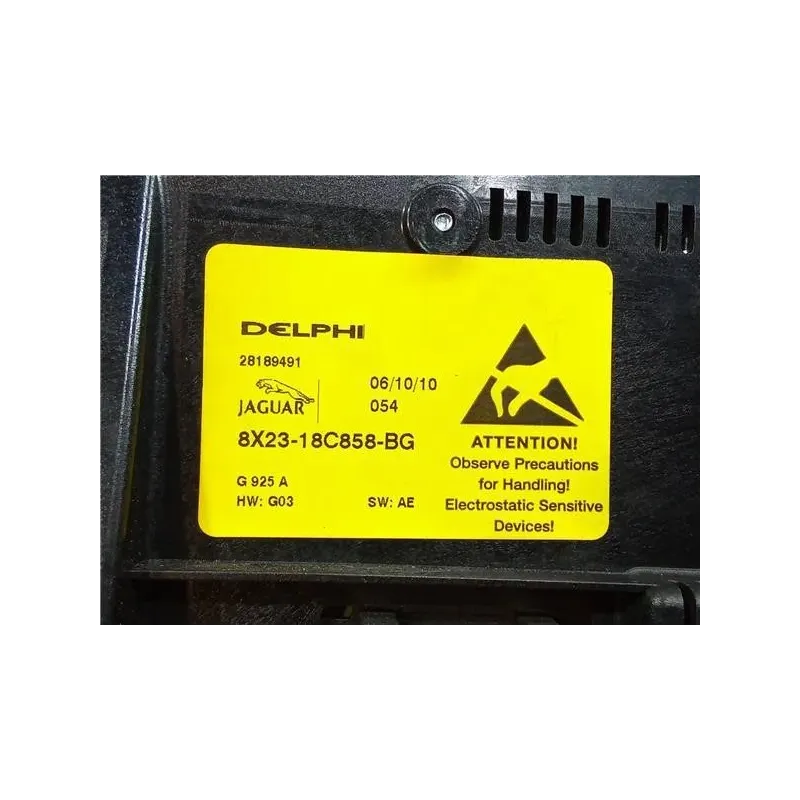 DELPHI
28189491
JAGUAR
06/10/10
054
8X23-18C858-BG
G 925 A
HW: G03 SW: AE
ATTENTION!
Observe Precautions
for Handling!
Electrostatic Sensitive
Devices!